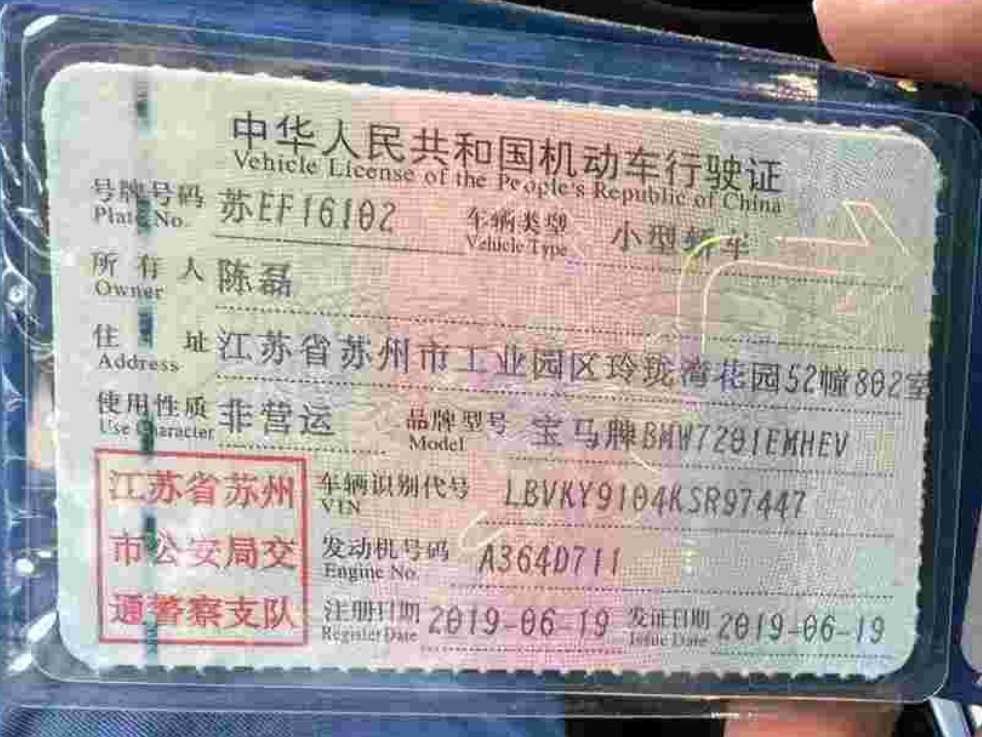 中华人民共和国机动车行驶证
Vehicle License of the People's Republic of China
号牌号码 苏EF16102 车辆类型 小型轿车
Plate No. Vehicle Type
所有人 陈磊
Owner
住址 江苏省苏州市工业园区玲珑湾花园52幢802室
Address
使用性质 非营运 品牌型号 宝马牌BMW7201EMHEV
Use Character Model
江苏省苏州 车辆识别代号 LBVKY9104KSR97447
VIN
市公安局交 发动机号码 A364D711
Engine No.
通警察支队 注册日期 2019-06-19 发证日期 2019-06-19
Register Date Issue Date